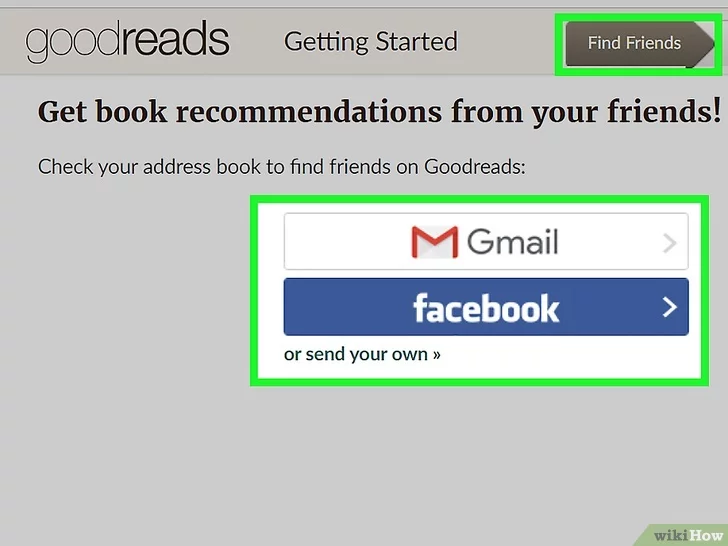 goodreads Getting Started Find Friends
Get book recommendations from your friends!
Check your address book to find friends on Goodreads:
Gmail
facebook
or send your own »
wikiHow